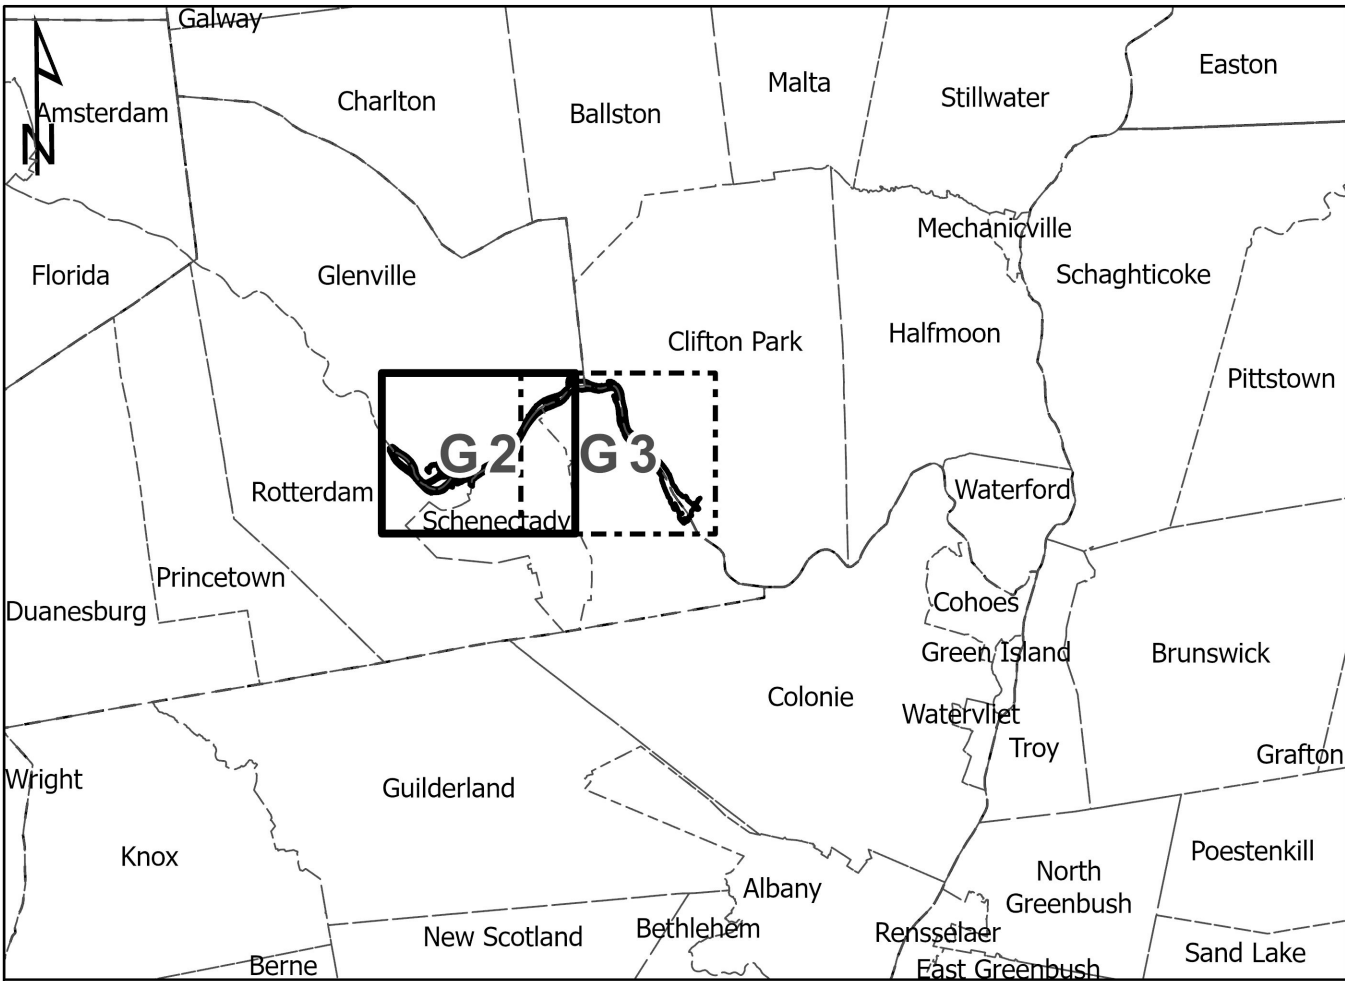 Galway
Easton
Malta
Stillwater
Charlton
Amsterdam
Ballston
N
Mechanicville
Florida
Glenville
Schaghticoke
Clifton Park
Halfmoon
Pittstown
G 2
G 3
Rotterdam
Waterford
Schenectady
Princetown
Cohoes
Duanesburg
Green Island
Brunswick
Colonie
Watervliet
Troy
Grafton
Wright
Guilderland
Knox
Poestenkill
North
Greenbush
Albany
Bethlehem
Rensselaer
New Scotland
Sand Lake
Berne
East Greenbush